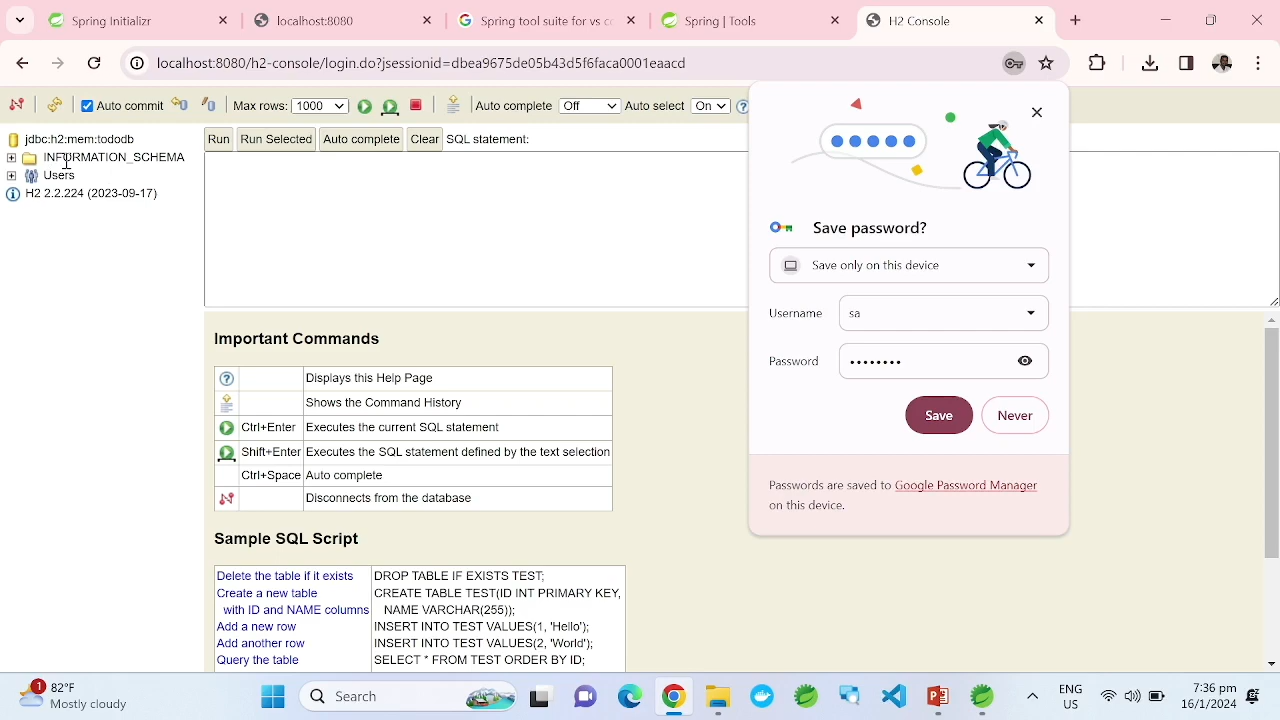 Spring Initializr
localhost:8080
Spring tool suite for vs co
Spring | Tools
H2 Console
localhost:8080/h2-console/login.do?jsessionid=dbea9675de05b43d5f6faca0001eaacd
Auto commit
Max rows: 1000
Auto complete Off
Auto select On
jdbc:h2:mem:tododb
INFORMATION_SCHEMA
Users
H2 2.2.224 (2023-09-17)
Run
Run Selected
Auto complete
Clear
SQL statement:
Important Commands
Displays this Help Page
Shows the Command History
Ctrl+Enter Executes the current SQL statement
Shift+Enter Executes the SQL statement defined by the text selection
Ctrl+Space Auto complete
Disconnects from the database
Sample SQL Script
Delete the table if it exists DROP TABLE IF EXISTS TEST;
Create a new table CREATE TABLE TEST(ID INT PRIMARY KEY,
with ID and NAME columns NAME VARCHAR(255));
Add a new row INSERT INTO TEST VALUES(1, 'Hello');
Add another row INSERT INTO TEST VALUES(2, 'World');
Query the table SELECT * FROM TEST ORDER BY ID;
Save password?
Save only on this device
Username sa
Password ••••••••
Save
Never
Passwords are saved to Google Password Manager
on this device.
1
82°F
Mostly cloudy
Search
ENG
US
7:36 pm
16/1/2024